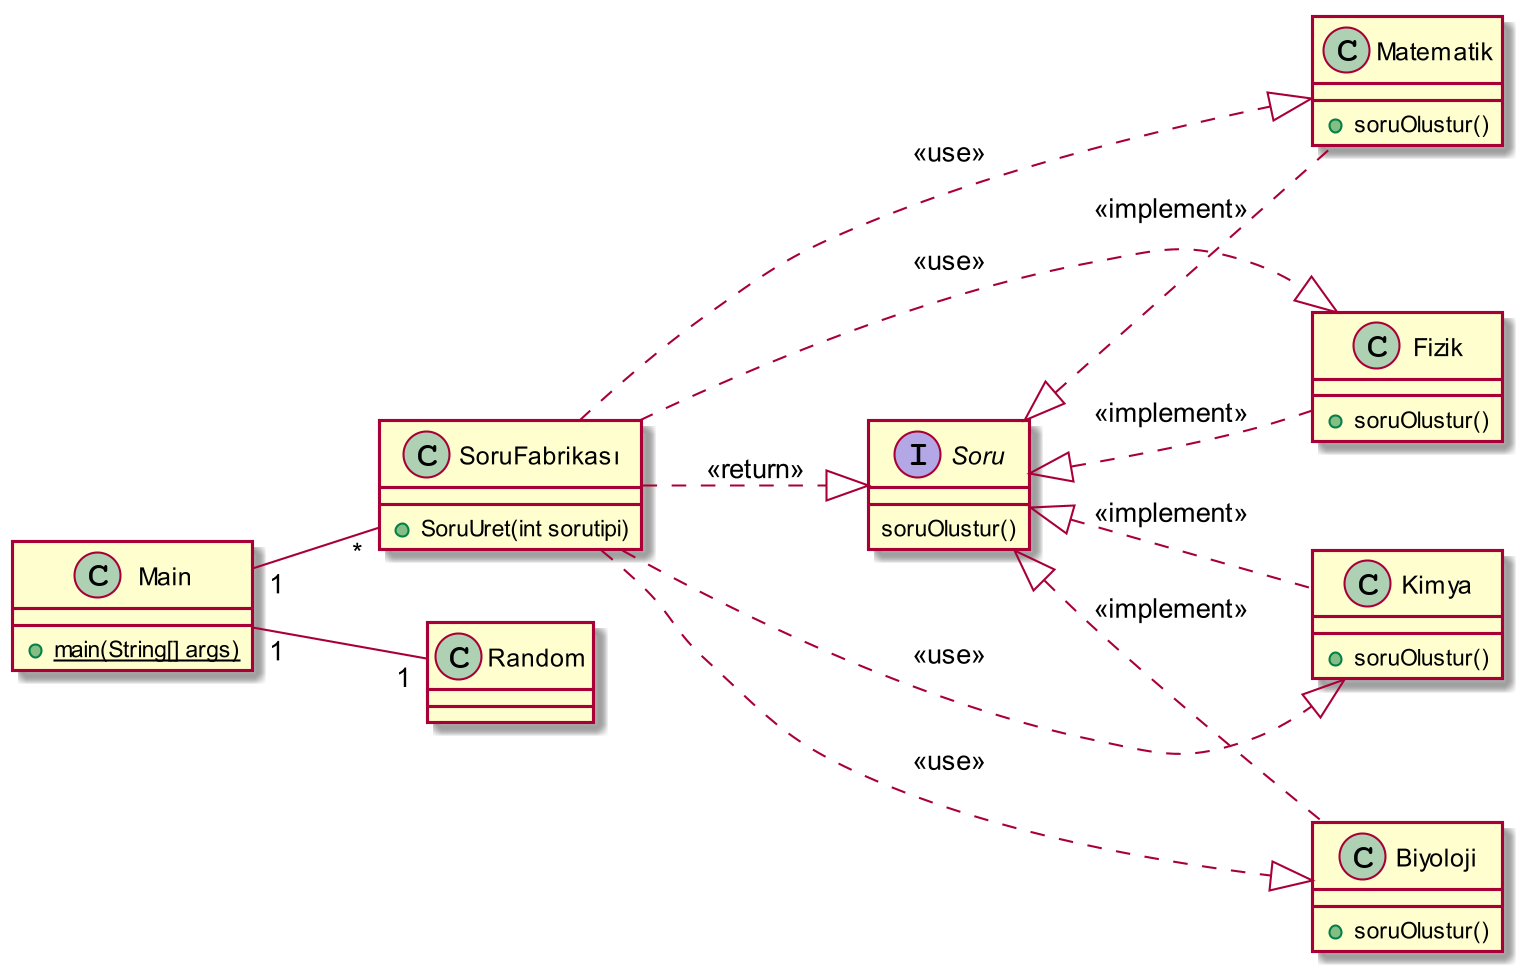 C Matematik
soruOlustur()
«use»
«implement»
«use»
C Fizik
soruOlustur()
«implement»
C SoruFabrikası
SoruUret(int sorutipi)
«return»
I Soru
soruOlustur()
«implement»
C Kimya
soruOlustur()
«implement»
C Main
main(String[] args)
1
*
1
1
C Random
«use»
«use»
C Biyoloji
soruOlustur()